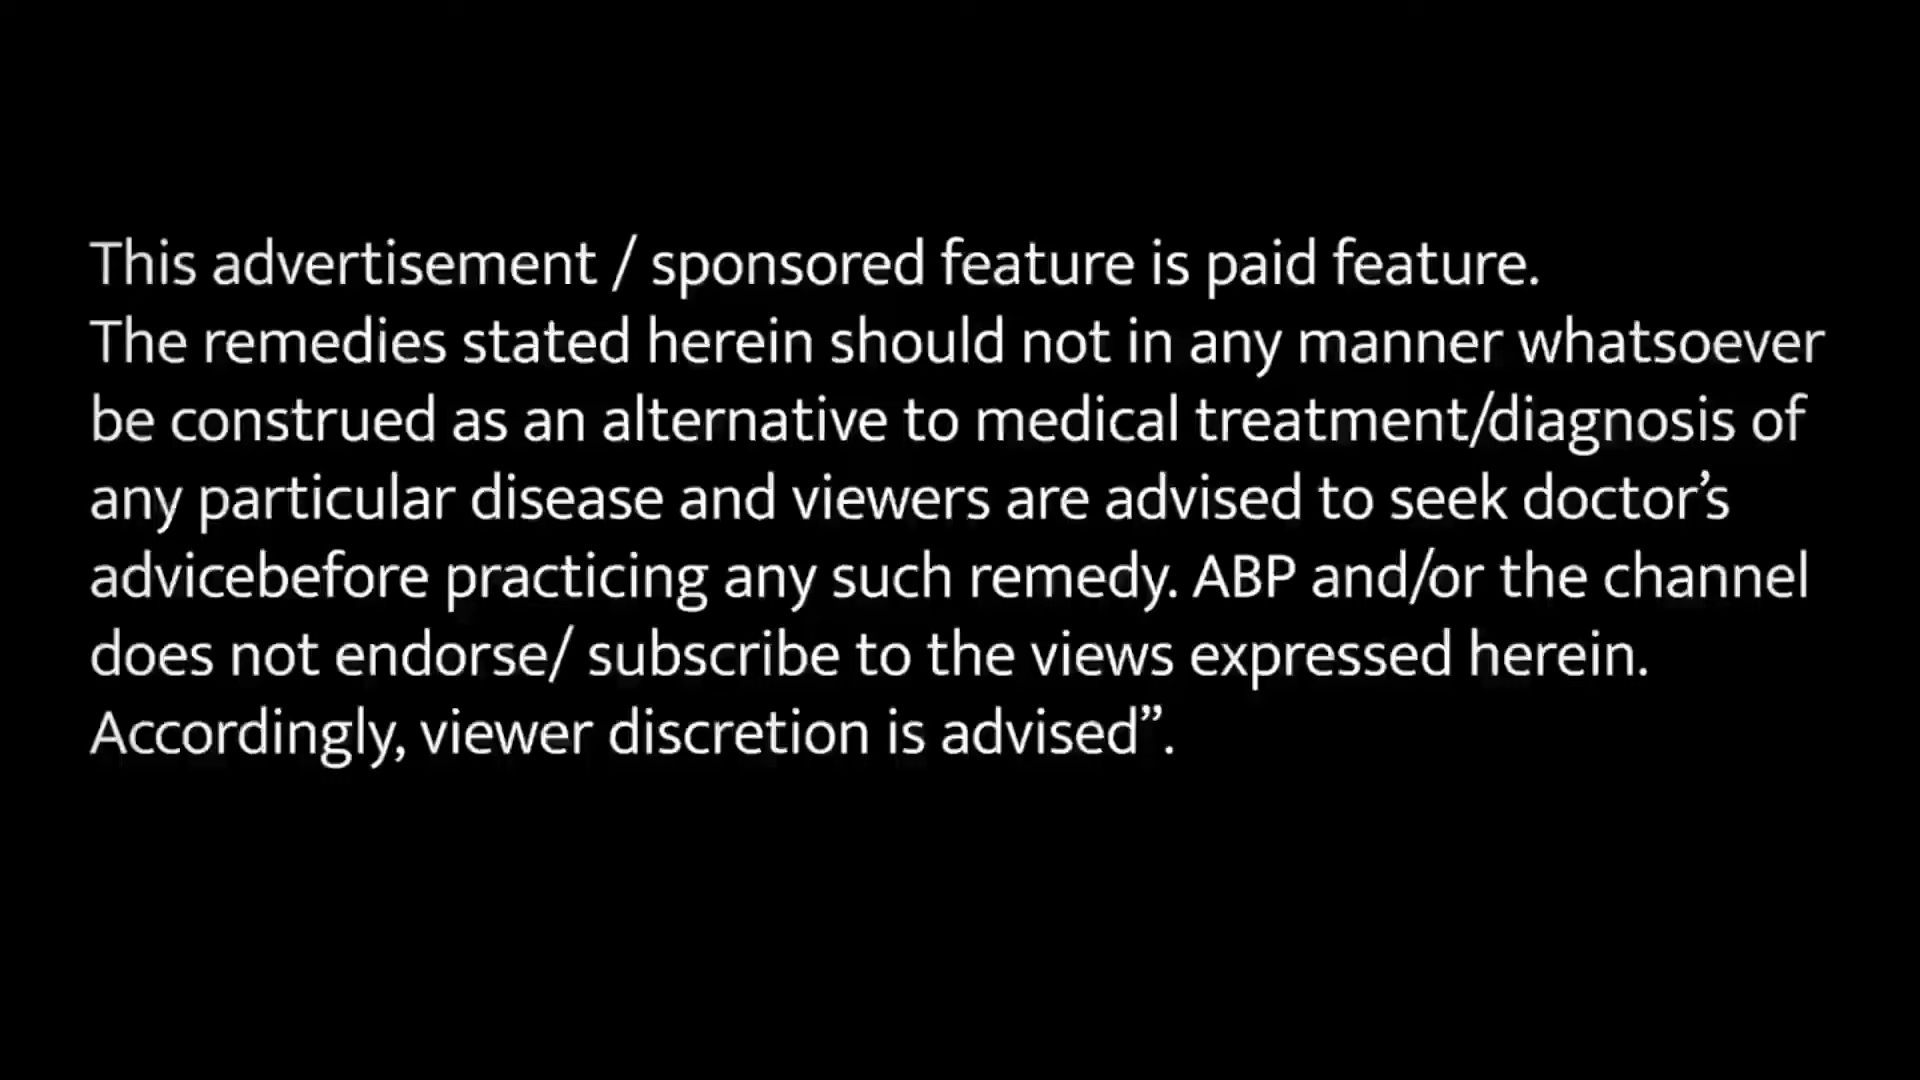 This advertisement / sponsored feature is paid feature.
The remedies stated herein should not in any manner whatsoever
be construed as an alternative to medical treatment/diagnosis of
any particular disease and viewers are advised to seek doctor’s
advicebefore practicing any such remedy. ABP and/or the channel
does not endorse/ subscribe to the views expressed herein.
Accordingly, viewer discretion is advised”.